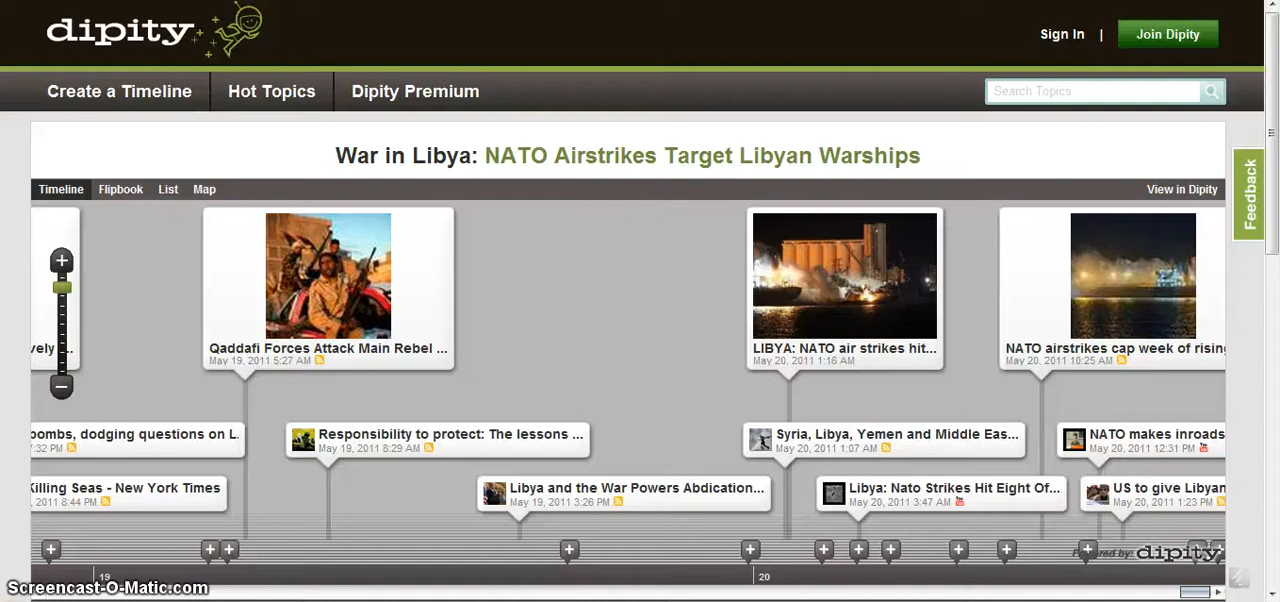 dipity
Sign In | Join Dipity
Create a Timeline Hot Topics Dipity Premium Search Topics
Feedback
War in Libya: NATO Airstrikes Target Libyan Warships
Timeline Flipbook List Map View in Dipity
vely ...
Qaddafi Forces Attack Main Rebel ...
May 19, 2011 5:27 AM
LIBYA: NATO air strikes hit...
May 20, 2011 1:16 AM
NATO airstrikes cap week of rising
May 20, 2011 10:25 AM
bombs, dodging questions on L.
7:32 PM
Responsibility to protect: The lessons ...
May 19, 2011 8:29 AM
Syria, Libya, Yemen and Middle Eas...
May 20, 2011 1:07 AM
NATO makes inroads
May 20, 2011 12:31 PM
Killing Seas - New York Times
, 2011 8:44 PM
Libya and the War Powers Abdication...
May 19, 2011 3:26 PM
Libya: Nato Strikes Hit Eight Of...
May 20, 2011 3:47 AM
US to give Libyan
May 20, 2011 1:23 PM
Powered by: dipity
19 20
Screencast-O-Matic.com